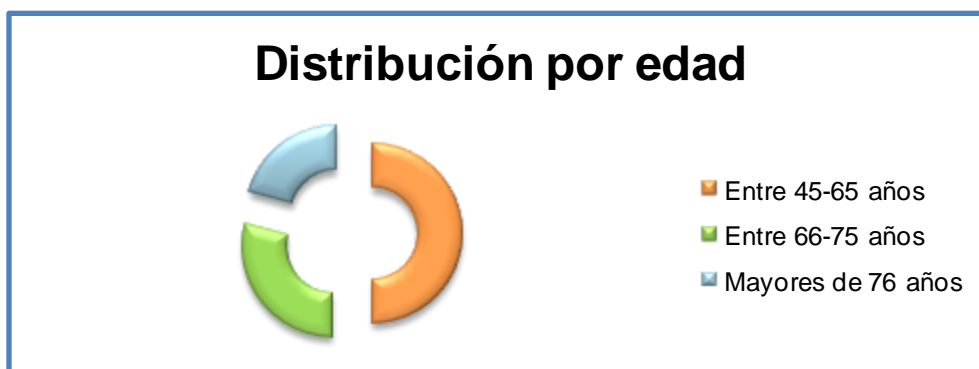 Distribución por edad
Entre 45-65 años
Entre 66-75 años
Mayores de 76 años